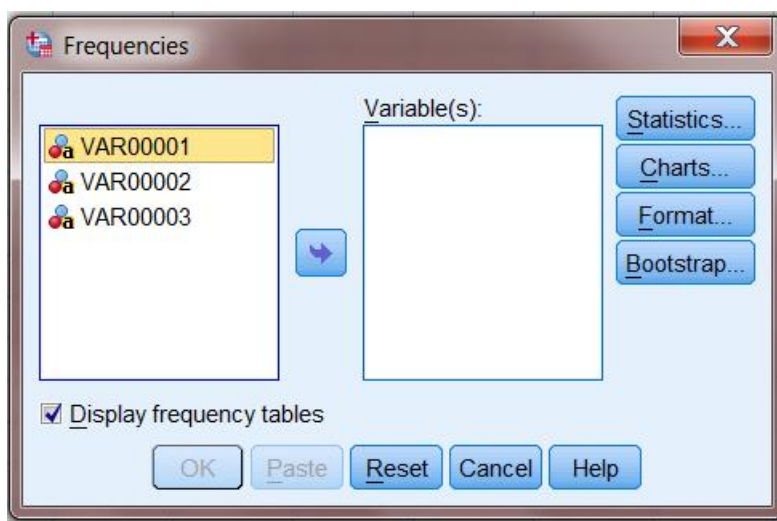 Frequencies
X
Variable(s):
a VAR00001
a VAR00002
a VAR00003
Statistics...
Charts...
Format...
Bootstrap...
Display frequency tables
OK Paste Reset Cancel Help